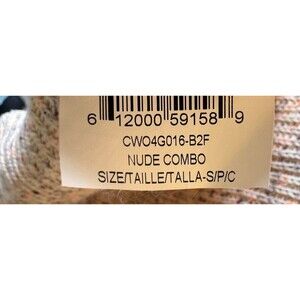 6 12000 59158 9
CWO4G016-B2F
NUDE COMBO
SIZE/TAILLE/TALLA-S/P/C